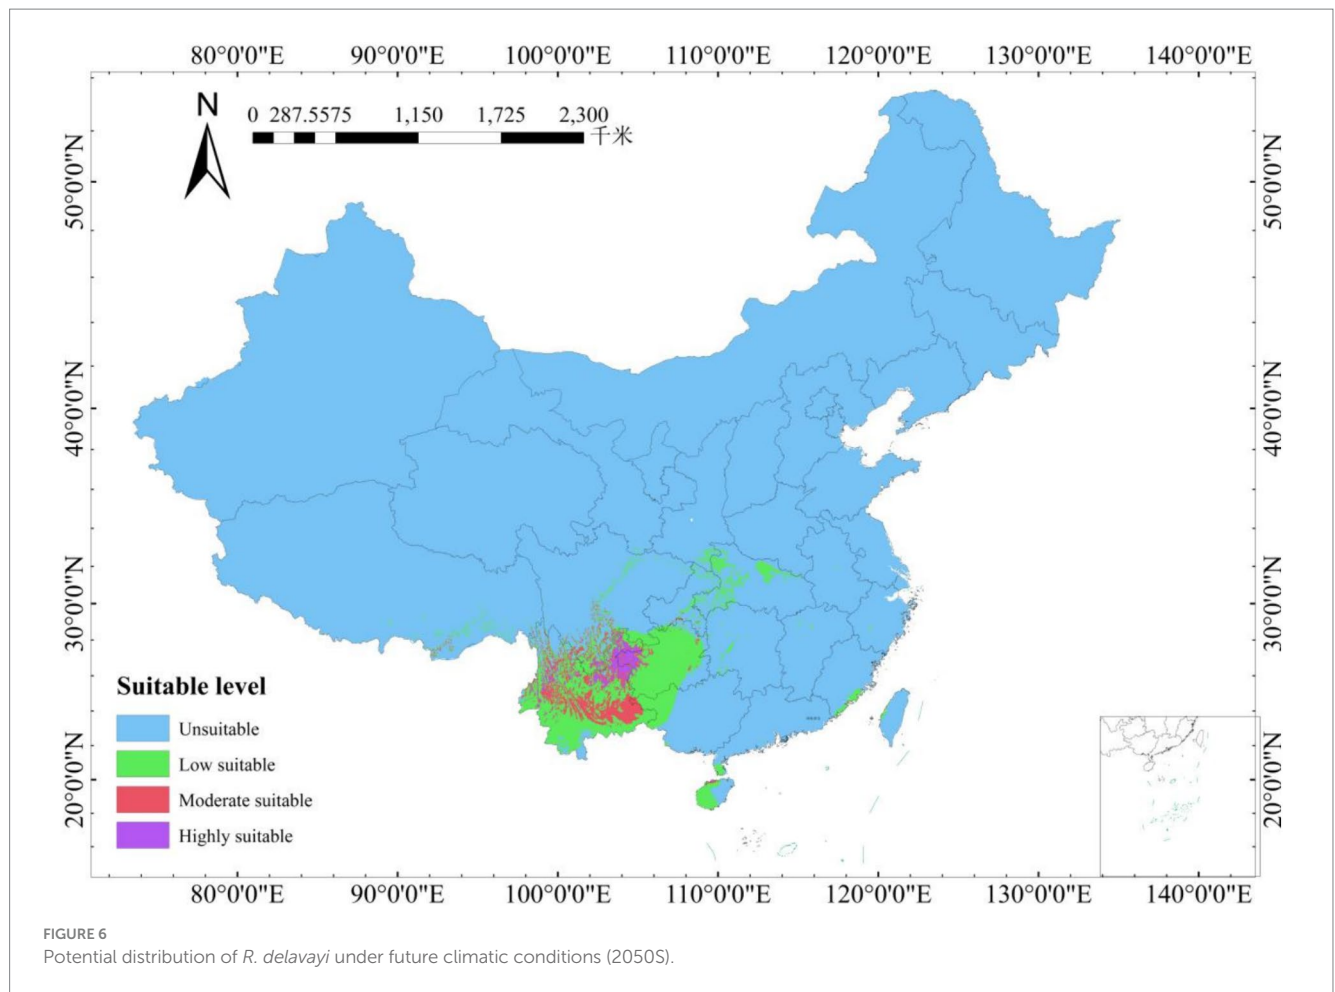 80°0'0"E 90°0'0"E 100°0'0"E 110°0'0"E 120°0'0"E 130°0'0"E 140°0'0"E
N
0 287.5575 1,150 1,725 2,300
千米
50°0'0"N 50°0'0"N
40°0'0"N 40°0'0"N
30°0'0"N 30°0'0"N
20°0'0"N 20°0'0"N
Suitable level
Unsuitable
Low suitable
Moderate suitable
Highly suitable
80°0'0"E 90°0'0"E 100°0'0"E 110°0'0"E 120°0'0"E 130°0'0"E 140°0'0"E
FIGURE 6
Potential distribution of R. delavayi under future climatic conditions (2050S).